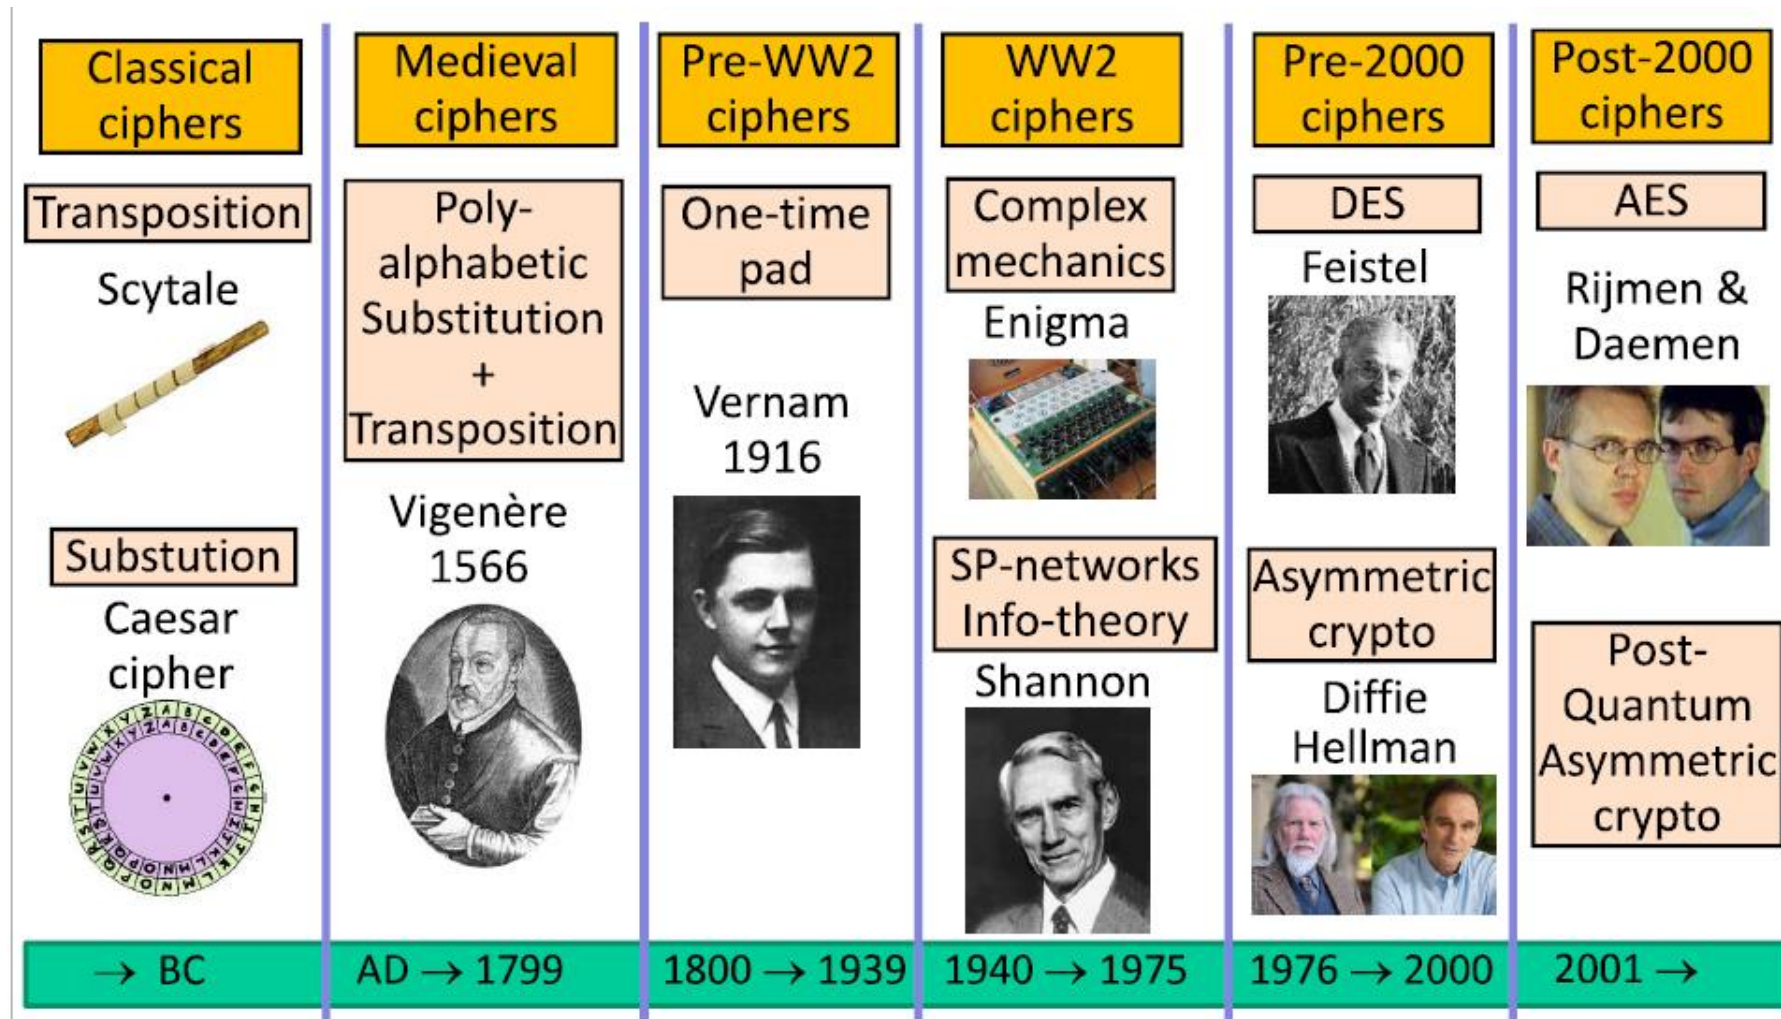 Classical
ciphers
Transposition
Scytale
Substution
Caesar
cipher
→ BC
Medieval
ciphers
Poly-
alphabetic
Substitution
+
Transposition
Vigenère
1566
AD → 1799
Pre-WW2
ciphers
One-time
pad
Vernam
1916
1800 → 1939
WW2
ciphers
Complex
mechanics
Enigma
SP-networks
Info-theory
Shannon
1940 → 1975
Pre-2000
ciphers
DES
Feistel
Asymmetric
crypto
Diffie
Hellman
1976 → 2000
Post-2000
ciphers
AES
Rijmen &
Daemen
Post-
Quantum
Asymmetric
crypto
2001 →